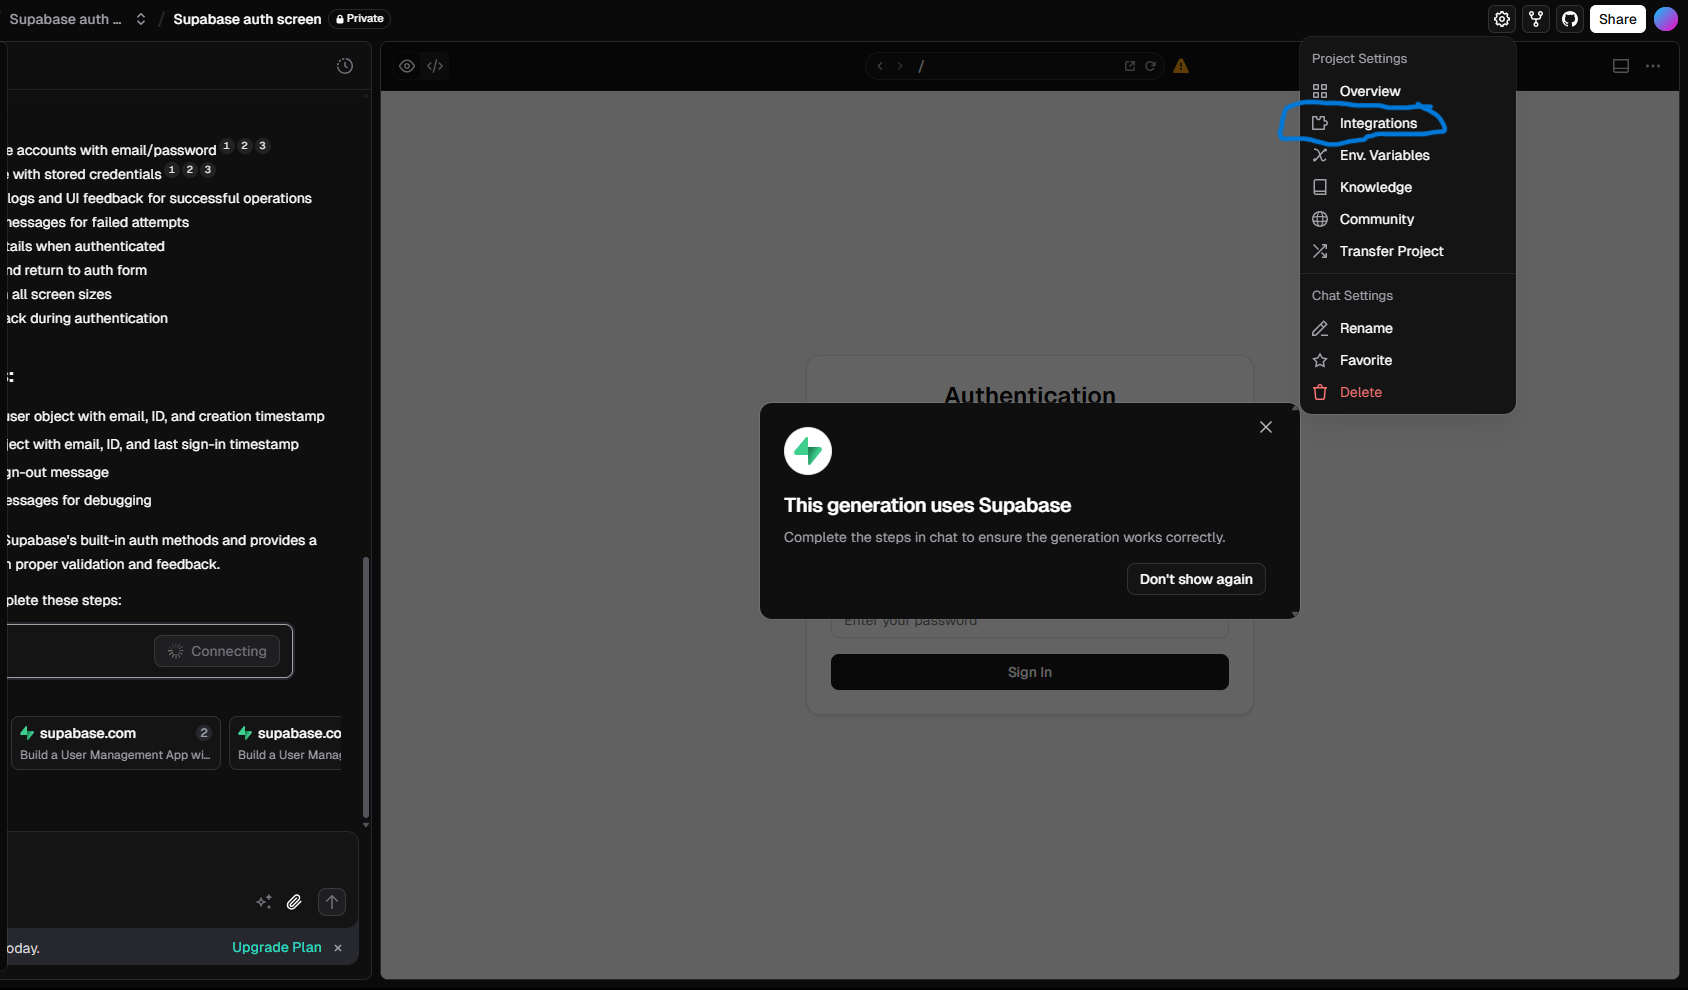 Supabase auth ...
/
Supabase auth screen
Private
Share
e accounts with email/password 1 2 3
e with stored credentials 1 2 3
logs and UI feedback for successful operations
nessages for failed attempts
tails when authenticated
nd return to auth form
all screen sizes
ack during authentication
s:
user object with email, ID, and creation timestamp
ject with email, ID, and last sign-in timestamp
gn-out message
essages for debugging
Supabase's built-in auth methods and provides a
n proper validation and feedback.
plete these steps:
Connecting
supabase.com 2
Build a User Management App wi...
supabase.co
Build a User Manag
oday.
Upgrade Plan
/
Project Settings
Overview
Integrations
Env. Variables
Knowledge
Community
Transfer Project
Chat Settings
Rename
Favorite
Delete
Authentication
This generation uses Supabase
Complete the steps in chat to ensure the generation works correctly.
Don't show again
Enter your password
Sign In